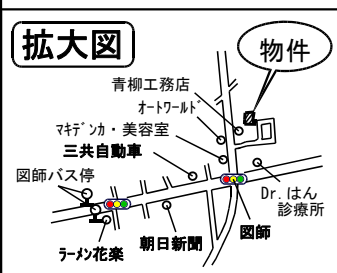 拡大図
物件
青柳工務店
オートワールド
マキデンカ・美容室
三共自動車
図師バス停
Dr.はん
診療所
ラーメン花楽
朝日新聞
図師